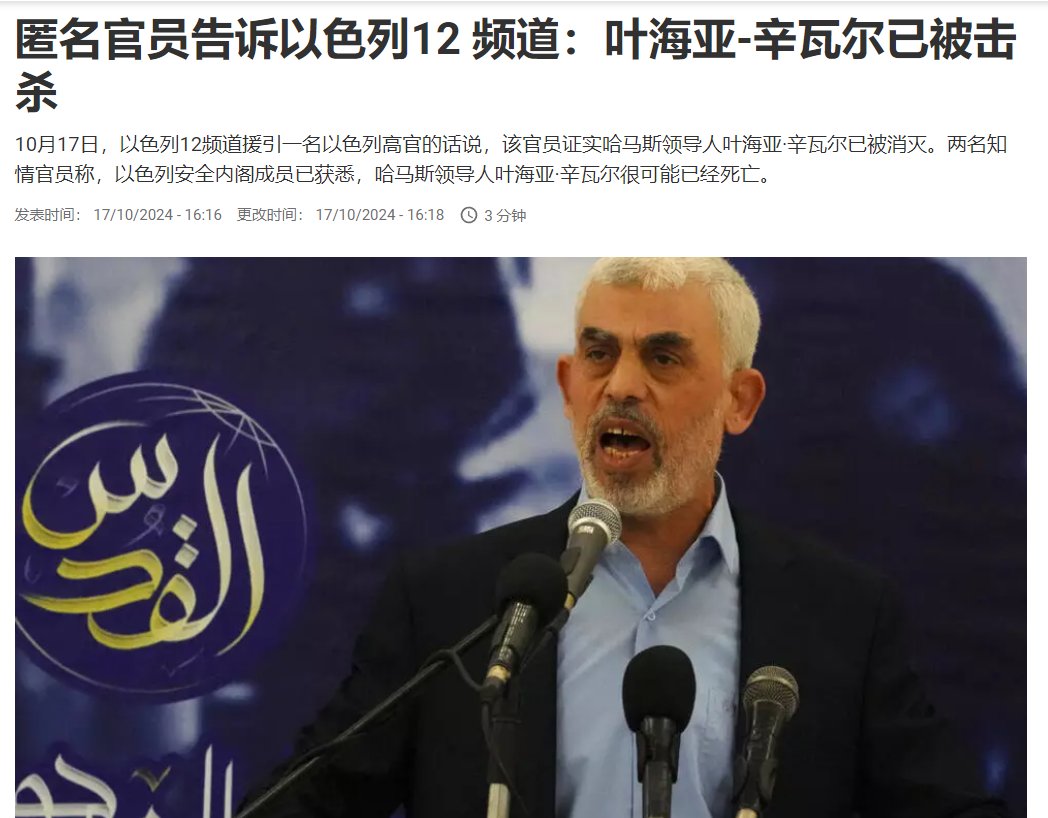 匿名官员告诉以色列12 频道：叶海亚-辛瓦尔已被击
杀
10月17日，以色列12频道援引一名以色列高官的话说，该官员证实哈马斯领导人叶海亚·辛瓦尔已被消灭。两名知
情官员称，以色列安全内阁成员已获悉，哈马斯领导人叶海亚·辛瓦尔很可能已经死亡。
发表时间： 17/10/2024 - 16:16 更改时间： 17/10/2024 - 16:18 3 分钟
القدس